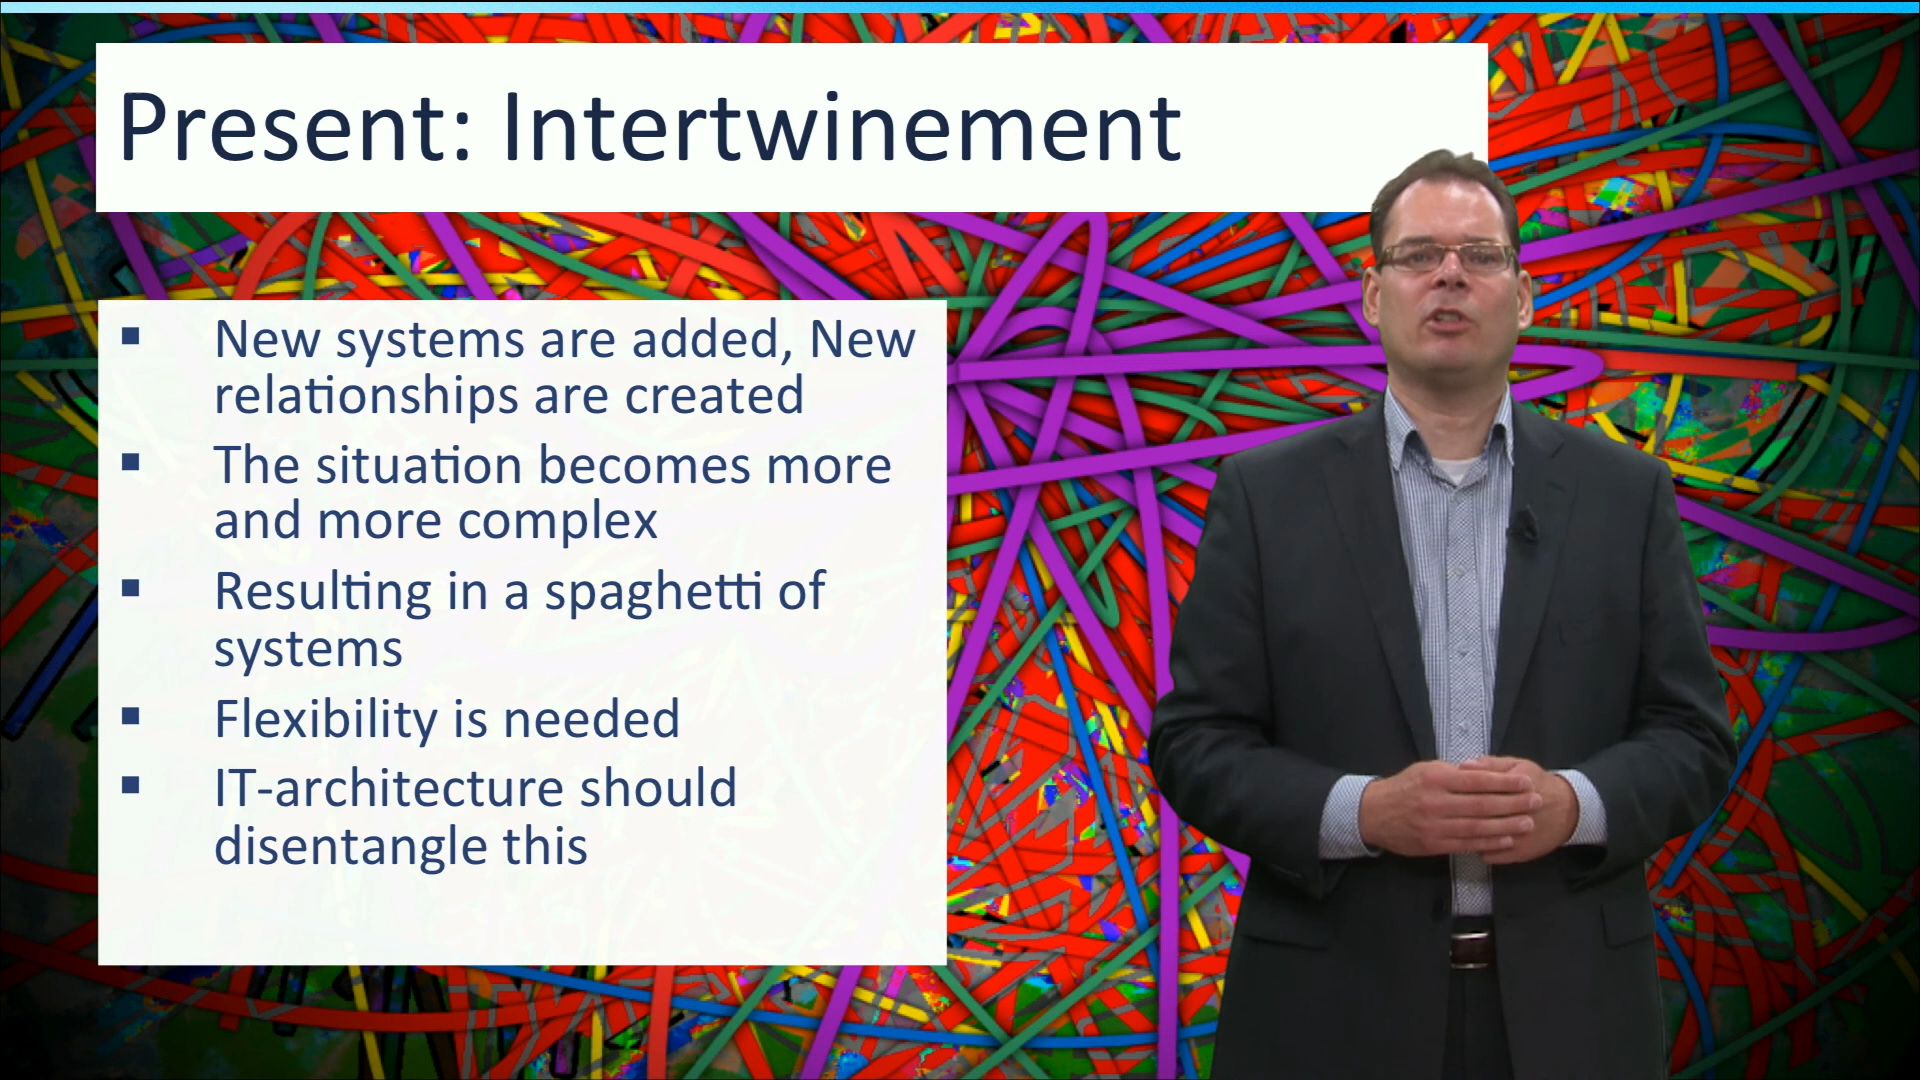 Present: Intertwinement
▪ New systems are added, New
relationships are created
▪ The situation becomes more
and more complex
▪ Resulting in a spaghetti of
systems
▪ Flexibility is needed
▪ IT-architecture should
disentangle this